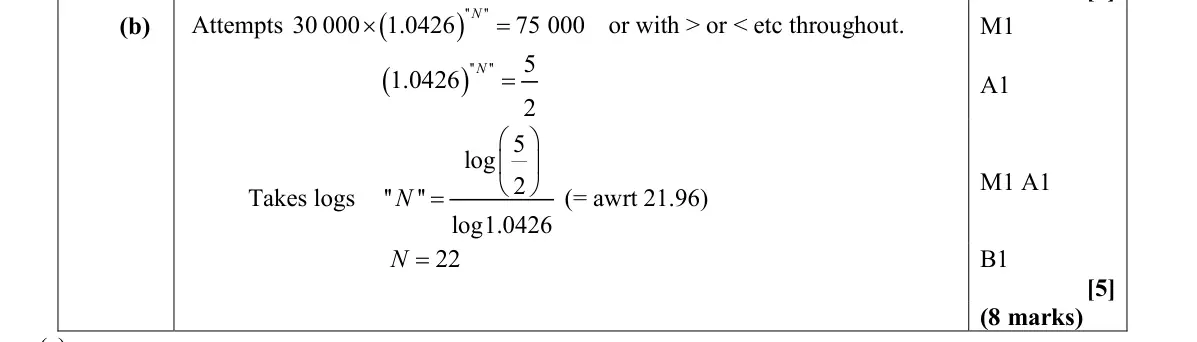 (b) Attempts 30 000×(1.0426)^"N" = 75 000 or with > or < etc throughout. M1
(1.0426)^"N" = 5/2 A1
Takes logs "N" = log(5/2)/log1.0426 (= awrt 21.96) M1 A1
N = 22 B1
[5]
(8 marks)